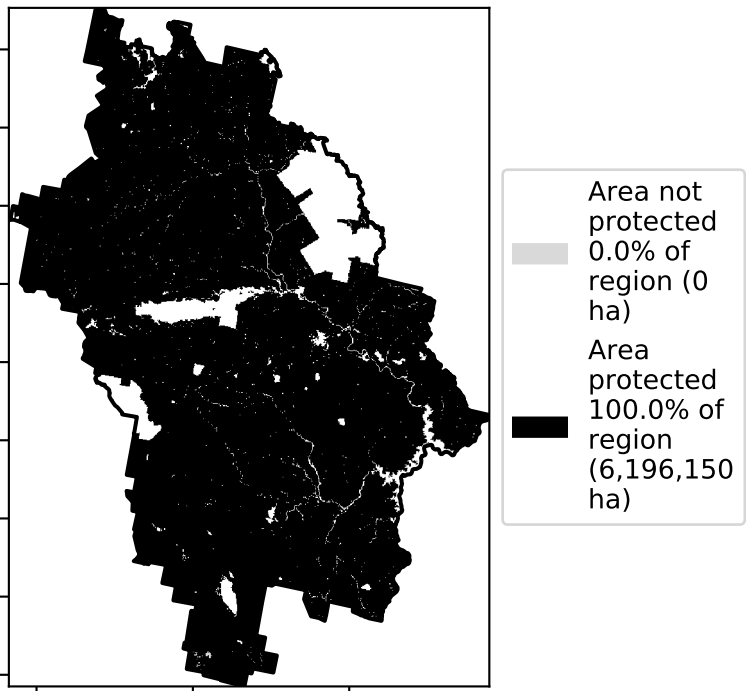 Area not
protected
0.0% of
region (0
ha)
Area
protected
100.0% of
region
(6,196,150
ha)